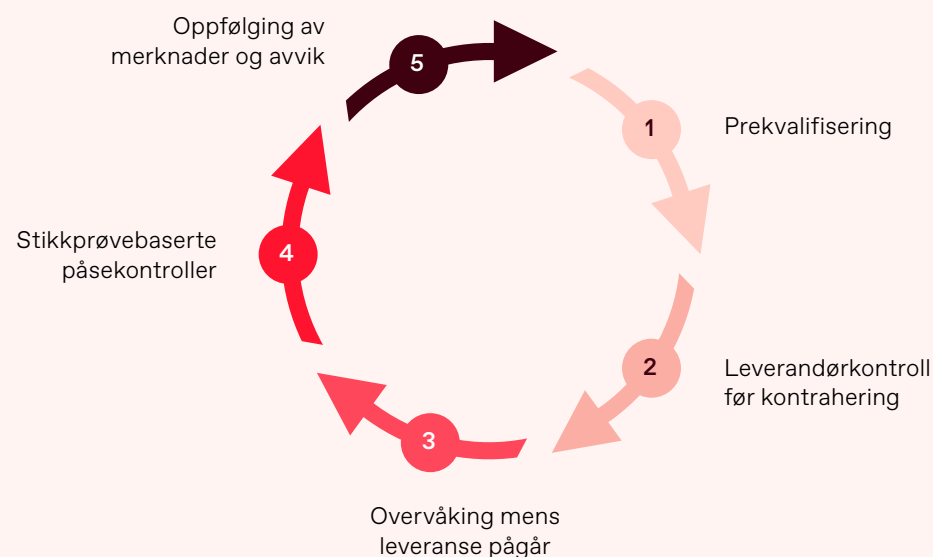 Oppfølging av
merknader og avvik
5
1
Prekvalifisering
Stikkprøvebaserte
påsekontroller
4
2
Leverandørkontroll
før kontrahering
3
Overvåking mens
leveranse pågår